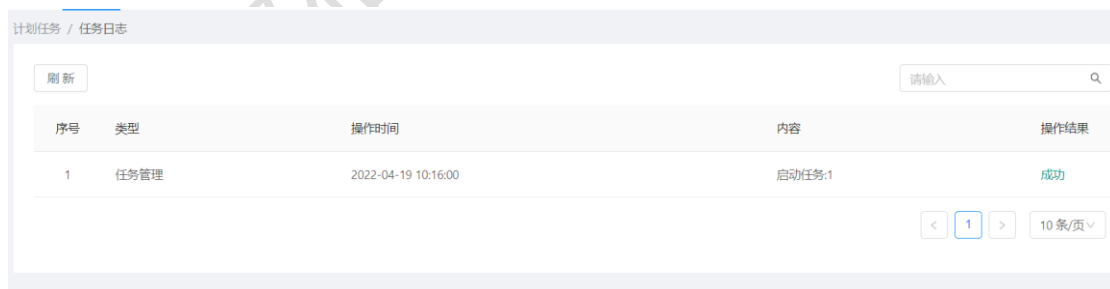 计划任务 / 任务日志
刷 新
请输入
序号 类型 操作时间 内容 操作结果
1 任务管理 2022-04-19 10:16:00 启动任务:1 成功
< 1 > 10 条/页